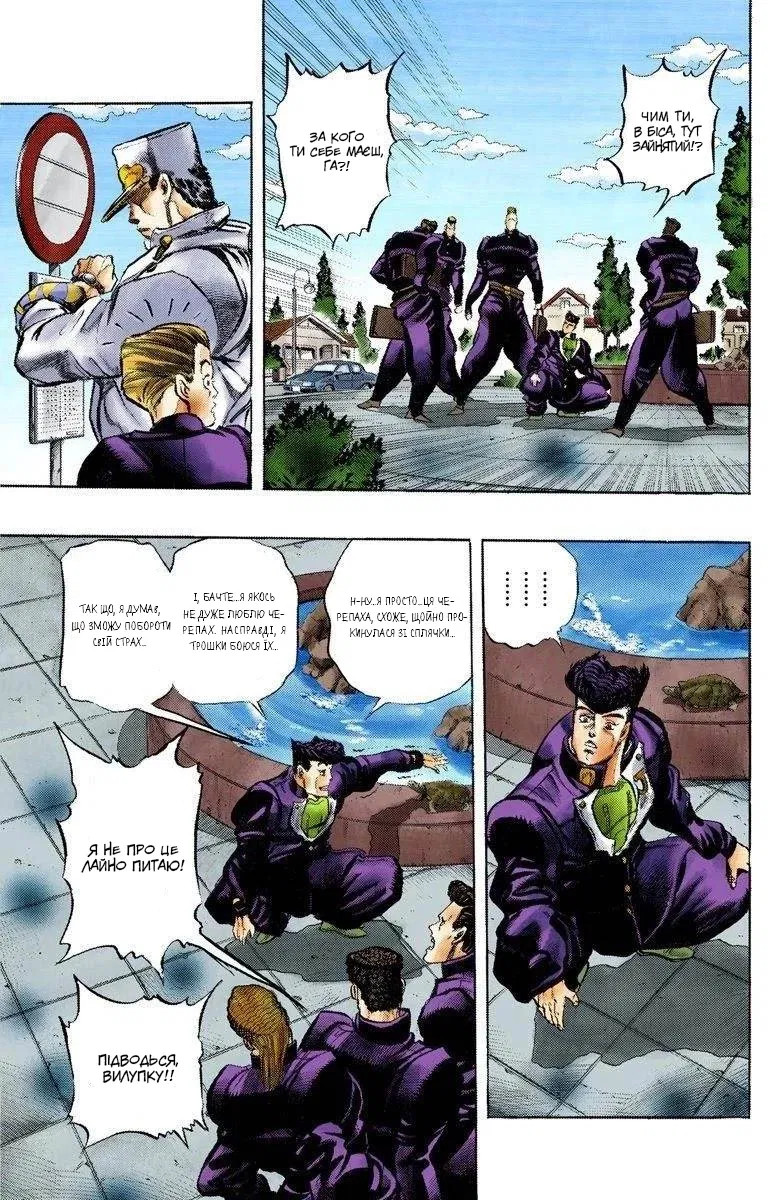 ЧИМ ТИ,
В БІСА, ТУТ
ЗАЙНЯТИЙ!?
ЗА КОГО
ТИ СЕБЕ МАЄШ,
ГА?!
Н-НУ..Я ПРОСТО..ЦЯ ЧЕ-
РЕПАХА, СХОЖЕ, ЩОЙНО ПРО-
КИНУЛАСЯ ЗІ СПЛЯЧКИ..
І, БАЧТЕ..Я ЯКОСЬ
НЕ ДУЖЕ ЛЮБЛЮ ЧЕ-
РЕПАХ. НАСПРАВДІ, Я
ТРОШКИ БОЮСЯ ЇХ..
ТАК ЩО, Я ДУМАВ,
ЩО ЗМОЖУ ПОБОРОТИ
СВІЙ СТРАХ..
Я НЕ ПРО ЦЕ
ЛАЙНО ПИТАЮ!
ПІДВОДЬСЯ,
ВИЛУПКУ!!